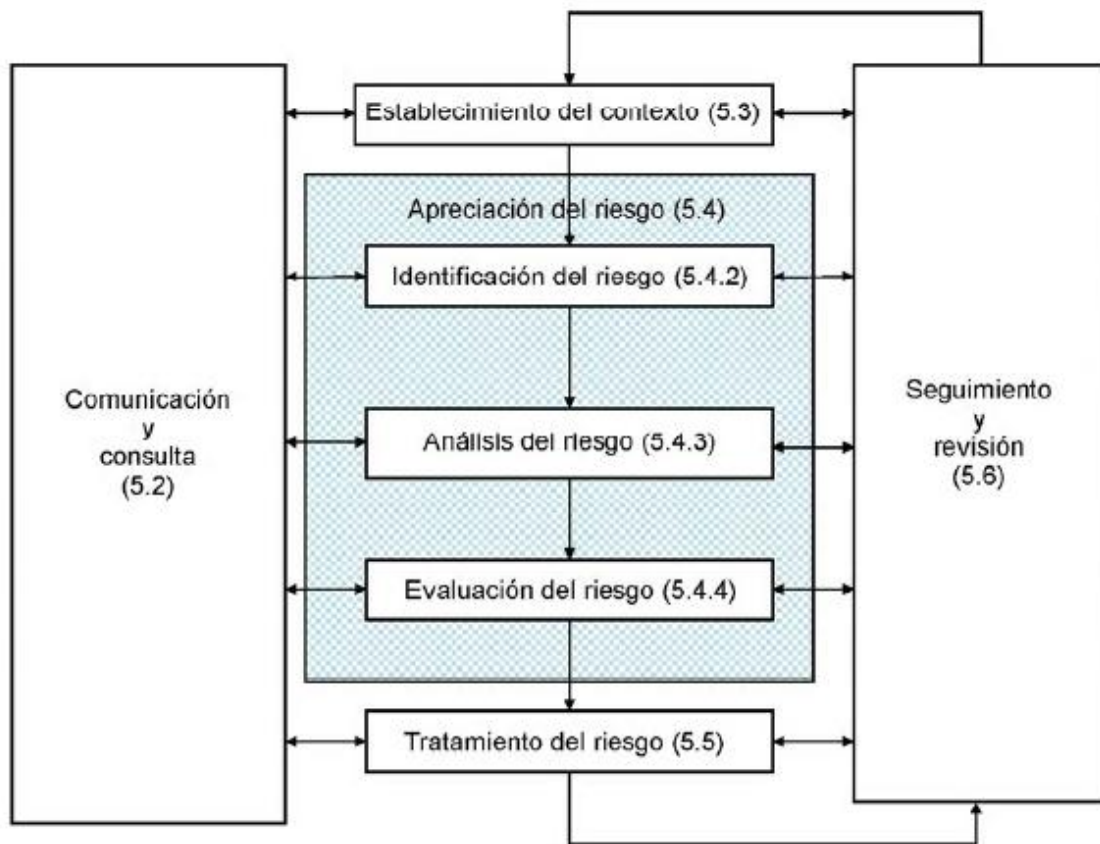 Establecimiento del contexto (5.3)
Apreciación del riesgo (5.4)
Identificación del riesgo (5.4.2)
Comunicación
y
consulta
(5.2)
Análisis del riesgo (5.4.3)
Seguimiento
y
revisión
(5.6)
Evaluación del riesgo (5.4.4)
Tratamiento del riesgo (5.5)